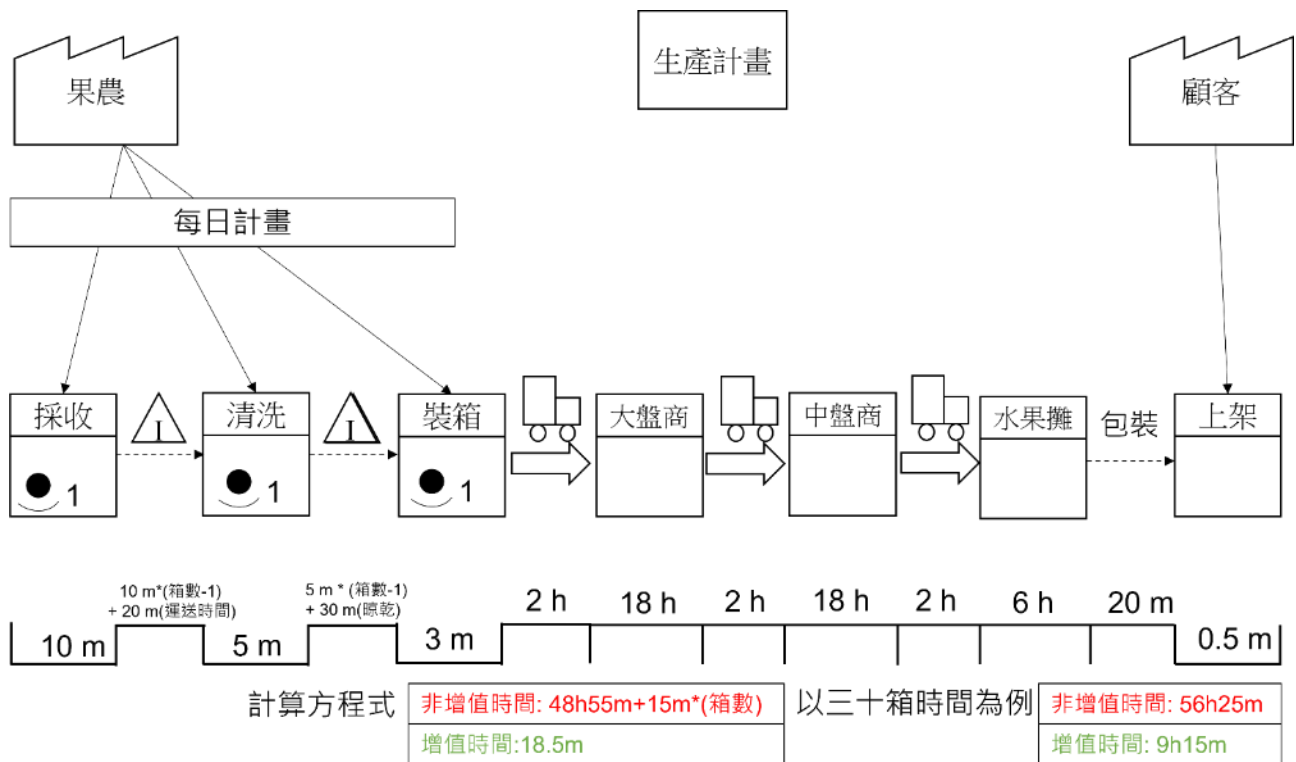 果農
生產計畫
顧客
每日計畫
採收
I
清洗
I
裝箱
大盤商
中盤商
水果攤
包裝
上架
1
1
1
10 m*(箱數-1)
+ 20 m(運送時間)
5 m * (箱數-1)
+ 30 m(晾乾)
2 h
18 h
2 h
18 h
2 h
6 h
20 m
10 m
5 m
3 m
0.5 m
計算方程式
非增值時間: 48h55m+15m*(箱數)
增值時間:18.5m
以三十箱時間為例
非增值時間: 56h25m
增值時間: 9h15m